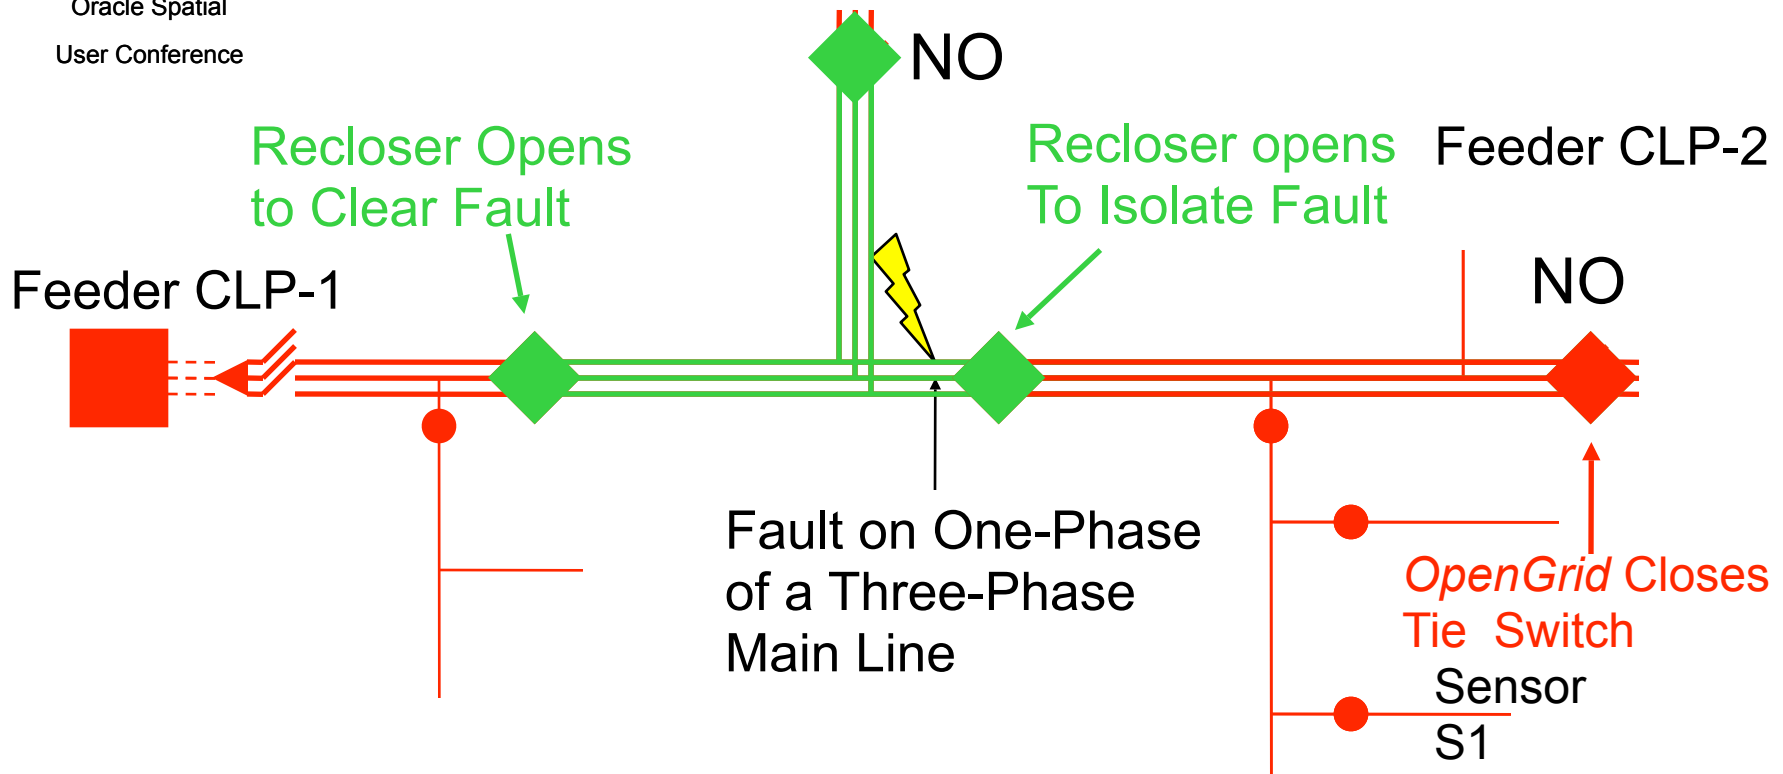 Oracle Spatial
User Conference
NO
Recloser Opens
to Clear Fault
Recloser opens
To Isolate Fault
Feeder CLP-2
Feeder CLP-1
NO
Fault on One-Phase
of a Three-Phase
Main Line
OpenGrid Closes
Tie Switch
Sensor
S1